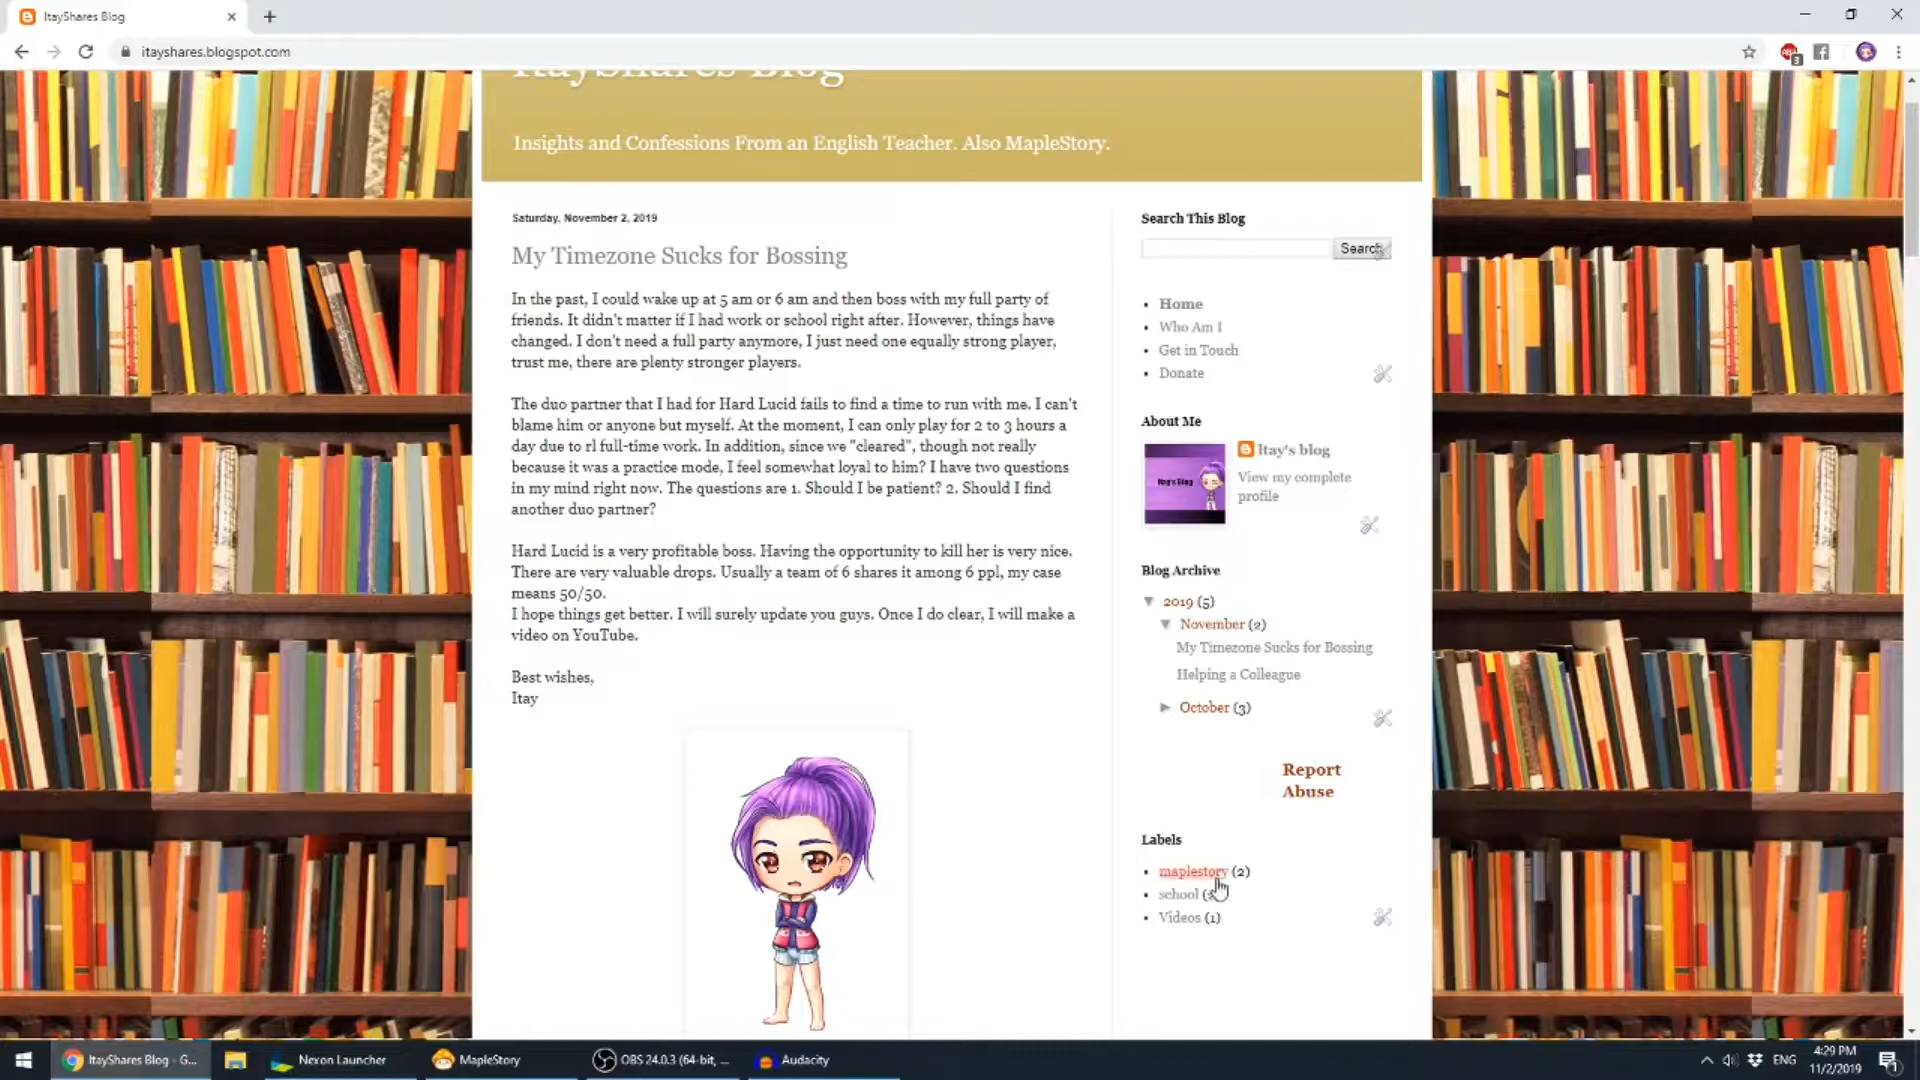 ItayShares Blog
itayshares.blogspot.com
3
ItayShares Blog
Insights and Confessions From an English Teacher. Also MapleStory.
Saturday, November 2, 2019
My Timezone Sucks for Bossing
In the past, I could wake up at 5 am or 6 am and then boss with my full party of
friends. It didn't matter if I had work or school right after. However, things have
changed. I don't need a full party anymore, I just need one equally strong player,
trust me, there are plenty stronger players.
The duo partner that I had for Hard Lucid fails to find a time to run with me. I can't
blame him or anyone but myself. At the moment, I can only play for 2 to 3 hours a
day due to rl full-time work. In addition, since we "cleared", though not really
because it was a practice mode, I feel somewhat loyal to him? I have two questions
in my mind right now. The questions are 1. Should I be patient? 2. Should I find
another duo partner?
Hard Lucid is a very profitable boss. Having the opportunity to kill her is very nice.
There are very valuable drops. Usually a team of 6 shares it among 6 ppl, my case
means 50/50.
I hope things get better. I will surely update you guys. Once I do clear, I will make a
video on YouTube.
Best wishes,
Itay
Search This Blog
Search
Home
Who Am I
Get in Touch
Donate
About Me
Itay's Blog
Itay's blog
View my complete
profile
Blog Archive
▼ 2019 (5)
▼ November (2)
My Timezone Sucks for Bossing
Helping a Colleague
► October (3)
Report
Abuse
Labels
maplestory (2)
school
Videos (1)
ItayShares Blog - G...
Nexon Launcher
MapleStory
OBS 24.0.3 (64-bit, ...
Audacity
ENG
4:29 PM
11/2/2019
1